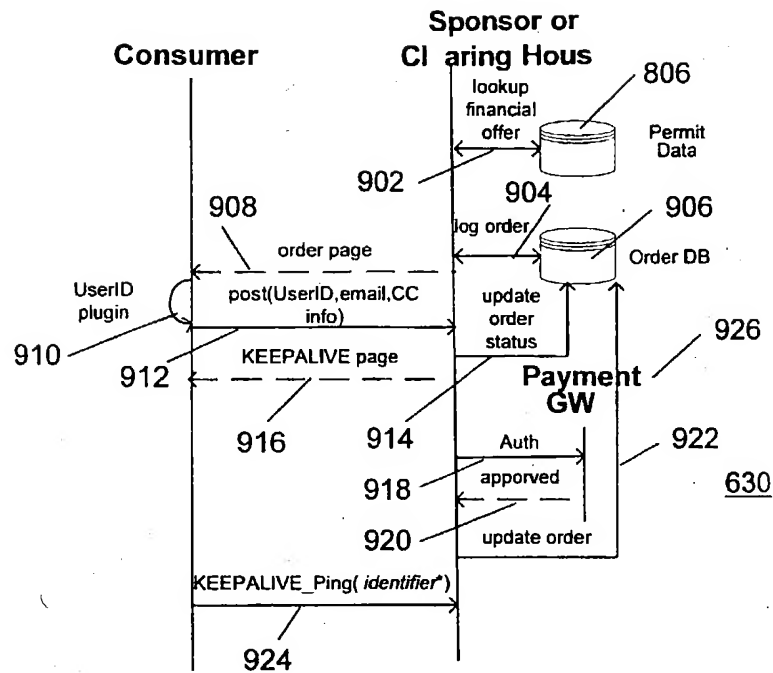 Consumer
Sponsor or
Cl aring Hous
lookup
financial
offer
806
Permit
Data
902
904
908
log order
906
order page
Order DB
UserID
plugin
post(UserID,email,CC
info)
update
order
status
910
912
KEEPALIVE page
926
Payment
GW
916
914
Auth
922
918
apporved
630
920
update order
KEEPALIVE_Ping( identifier*)
924